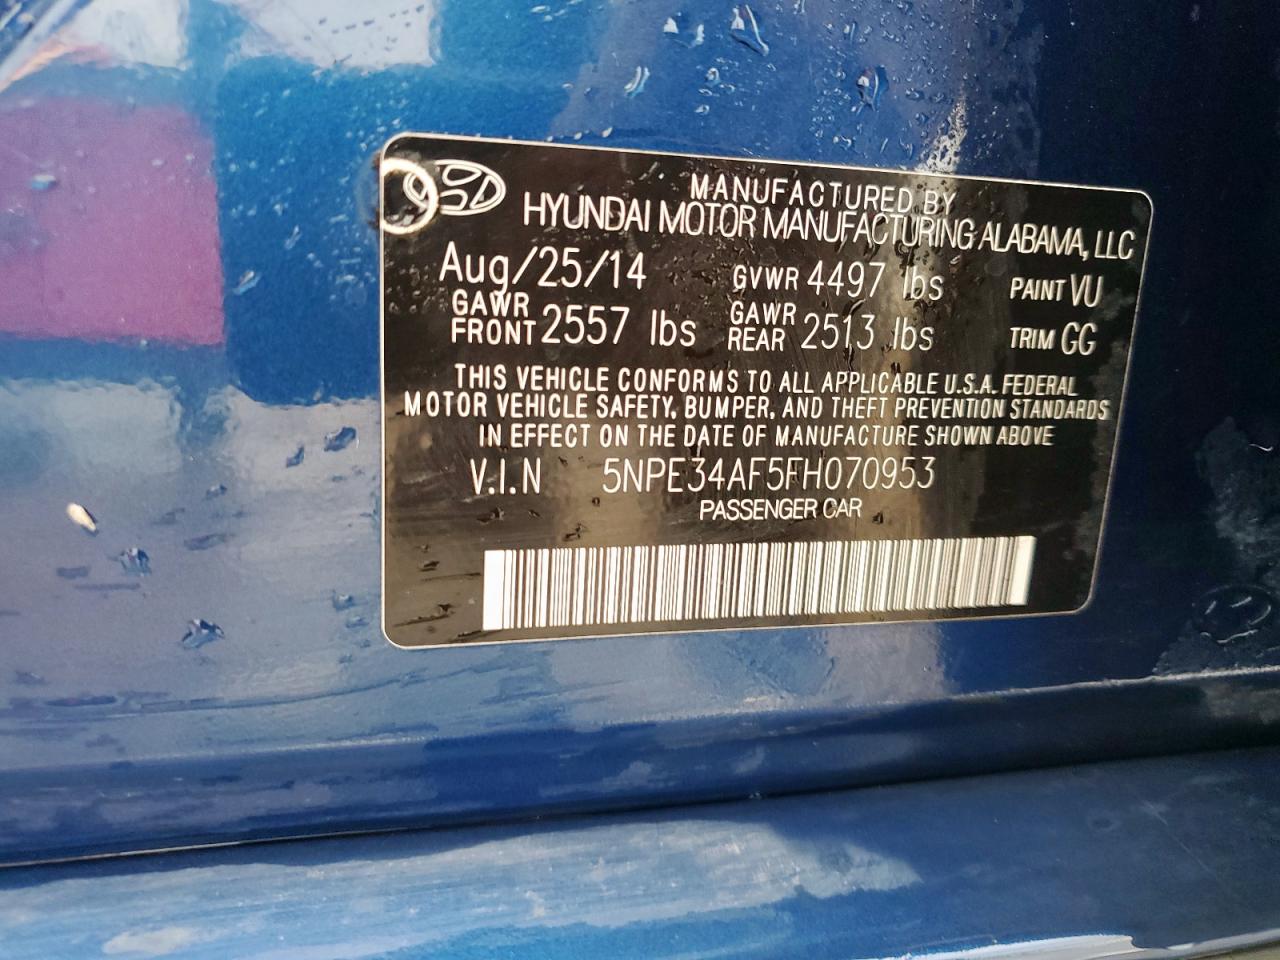 MANUFACTURED BY
HYUNDAI MOTOR MANUFACTURING ALABAMA, LLC
Aug/25/14 GVWR 4497 lbs PAINT VU
GAWR FRONT 2557 lbs GAWR REAR 2513 lbs TRIM GG
THIS VEHICLE CONFORMS TO ALL APPLICABLE U.S.A. FEDERAL
MOTOR VEHICLE SAFETY, BUMPER, AND THEFT PREVENTION STANDARDS
IN EFFECT ON THE DATE OF MANUFACTURE SHOWN ABOVE
V.I.N 5NPE34AF5FH070953
PASSENGER CAR